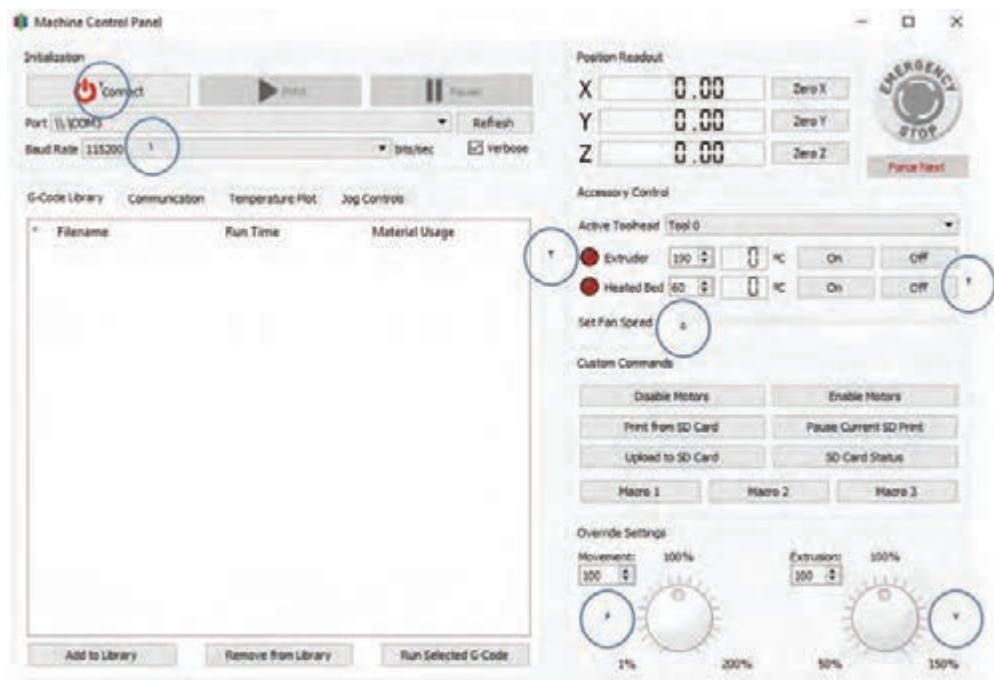 Machine Control Panel
Initialization
Connect
Print
Pause
Port \\.\COM3
Refresh
Baud Rate 115200
bits/sec
Verbose
G-Code Library
Communication
Temperature Plot
Jog Controls
Filename
Run Time
Material Usage
Add to Library
Remove from Library
Run Selected G-Code
Position Readout
X 0.00 Zero X
Y 0.00 Zero Y
Z 0.00 Zero Z
EMERGENCY
STOP
Force Next
Accessory Control
Active Toolhead Tool 0
Extruder 190 0 ºC On Off
Heated Bed 60 0 ºC On Off
Set Fan Speed
Custom Commands
Disable Motors
Enable Motors
Print from SD Card
Pause Current SD Print
Upload to SD Card
SD Card Status
Macro 1
Macro 2
Macro 3
Override Settings
Movement: 100%
100
1% 200%
Extrusion: 100%
100
50% 150%